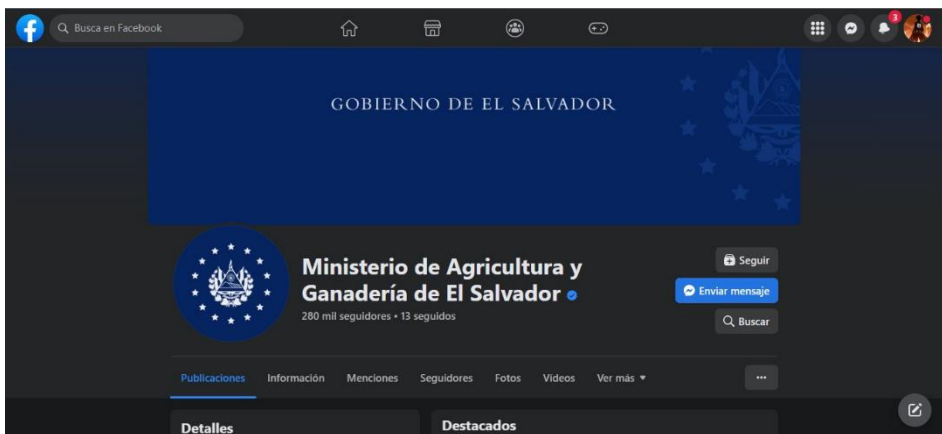 Busca en Facebook
3
GOBIERNO DE EL SALVADOR
Ministerio de Agricultura y
Ganadería de El Salvador
280 mil seguidores • 13 seguidos
Seguir
Enviar mensaje
Buscar
Publicaciones Información Menciones Seguidores Fotos Videos Ver más
Detalles
Destacados